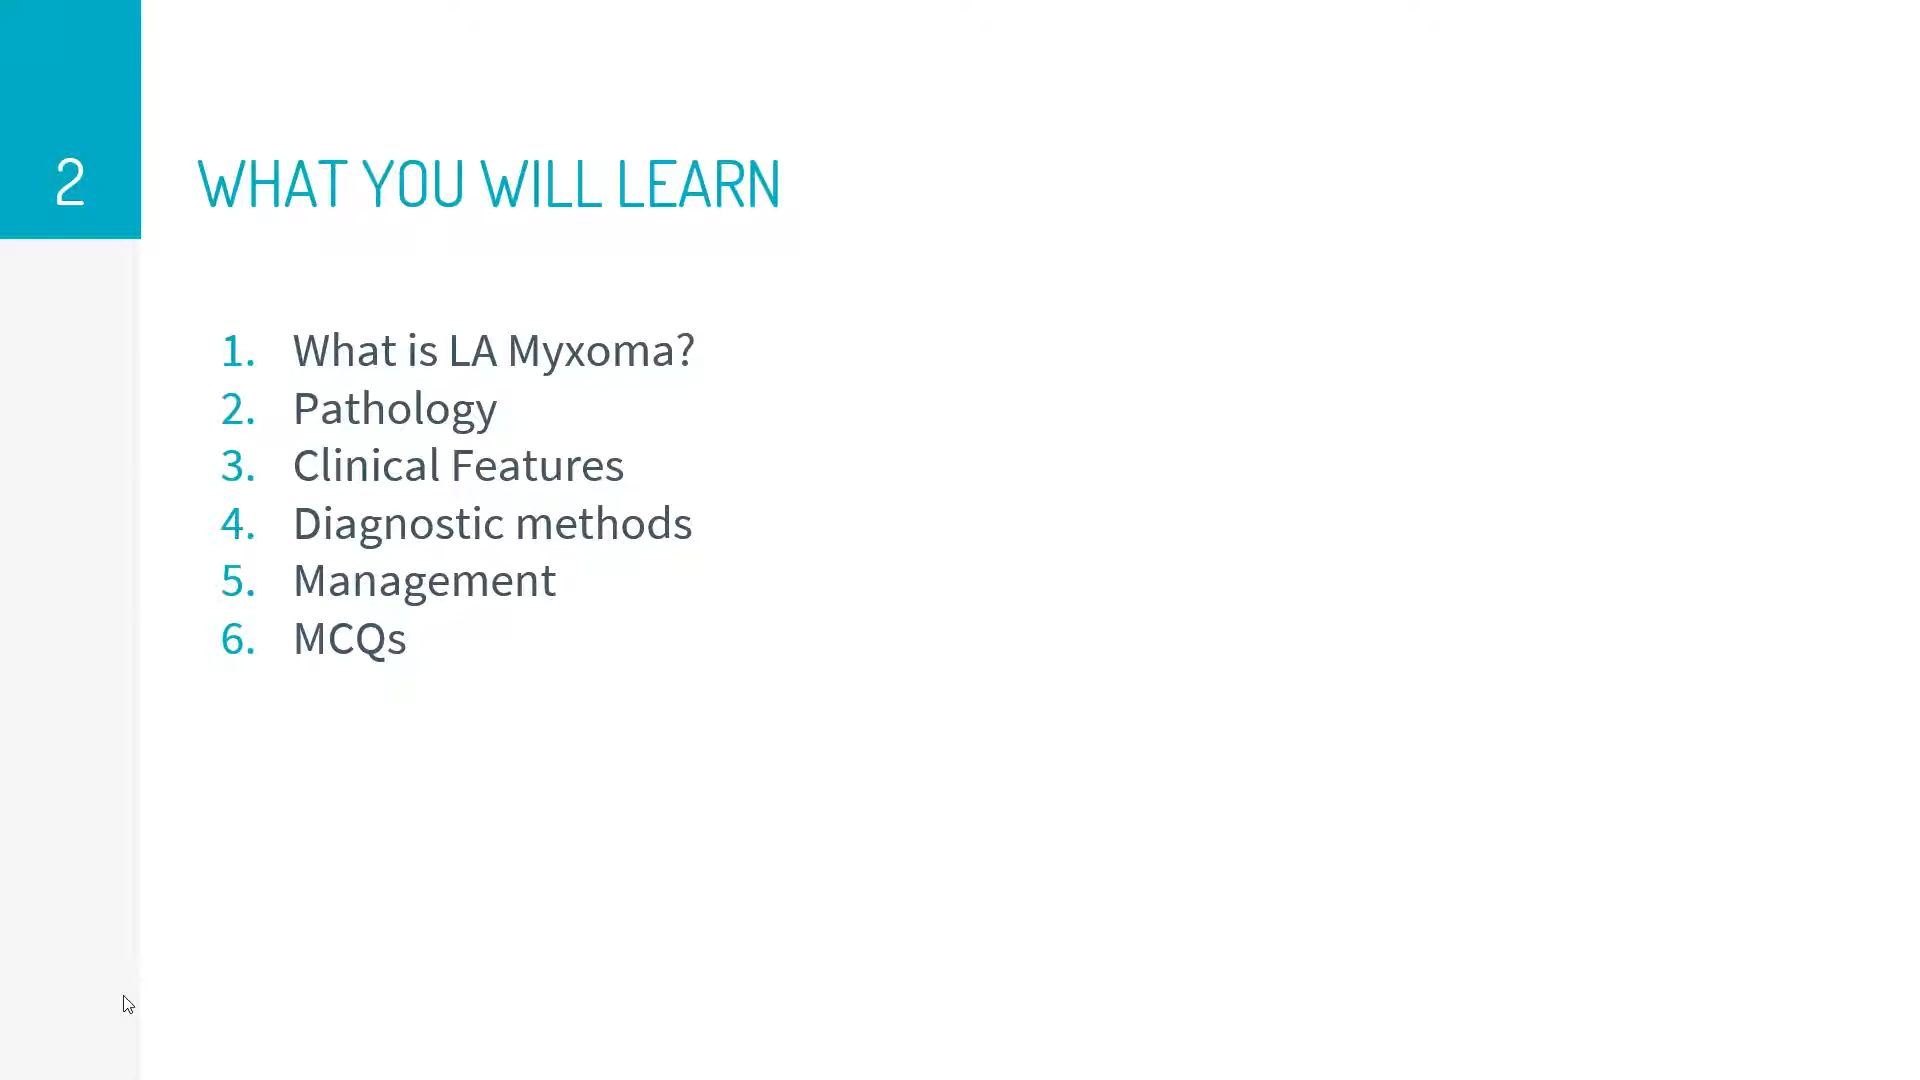 2
WHAT YOU WILL LEARN
1. What is LA Myxoma?
2. Pathology
3. Clinical Features
4. Diagnostic methods
5. Management
6. MCQs